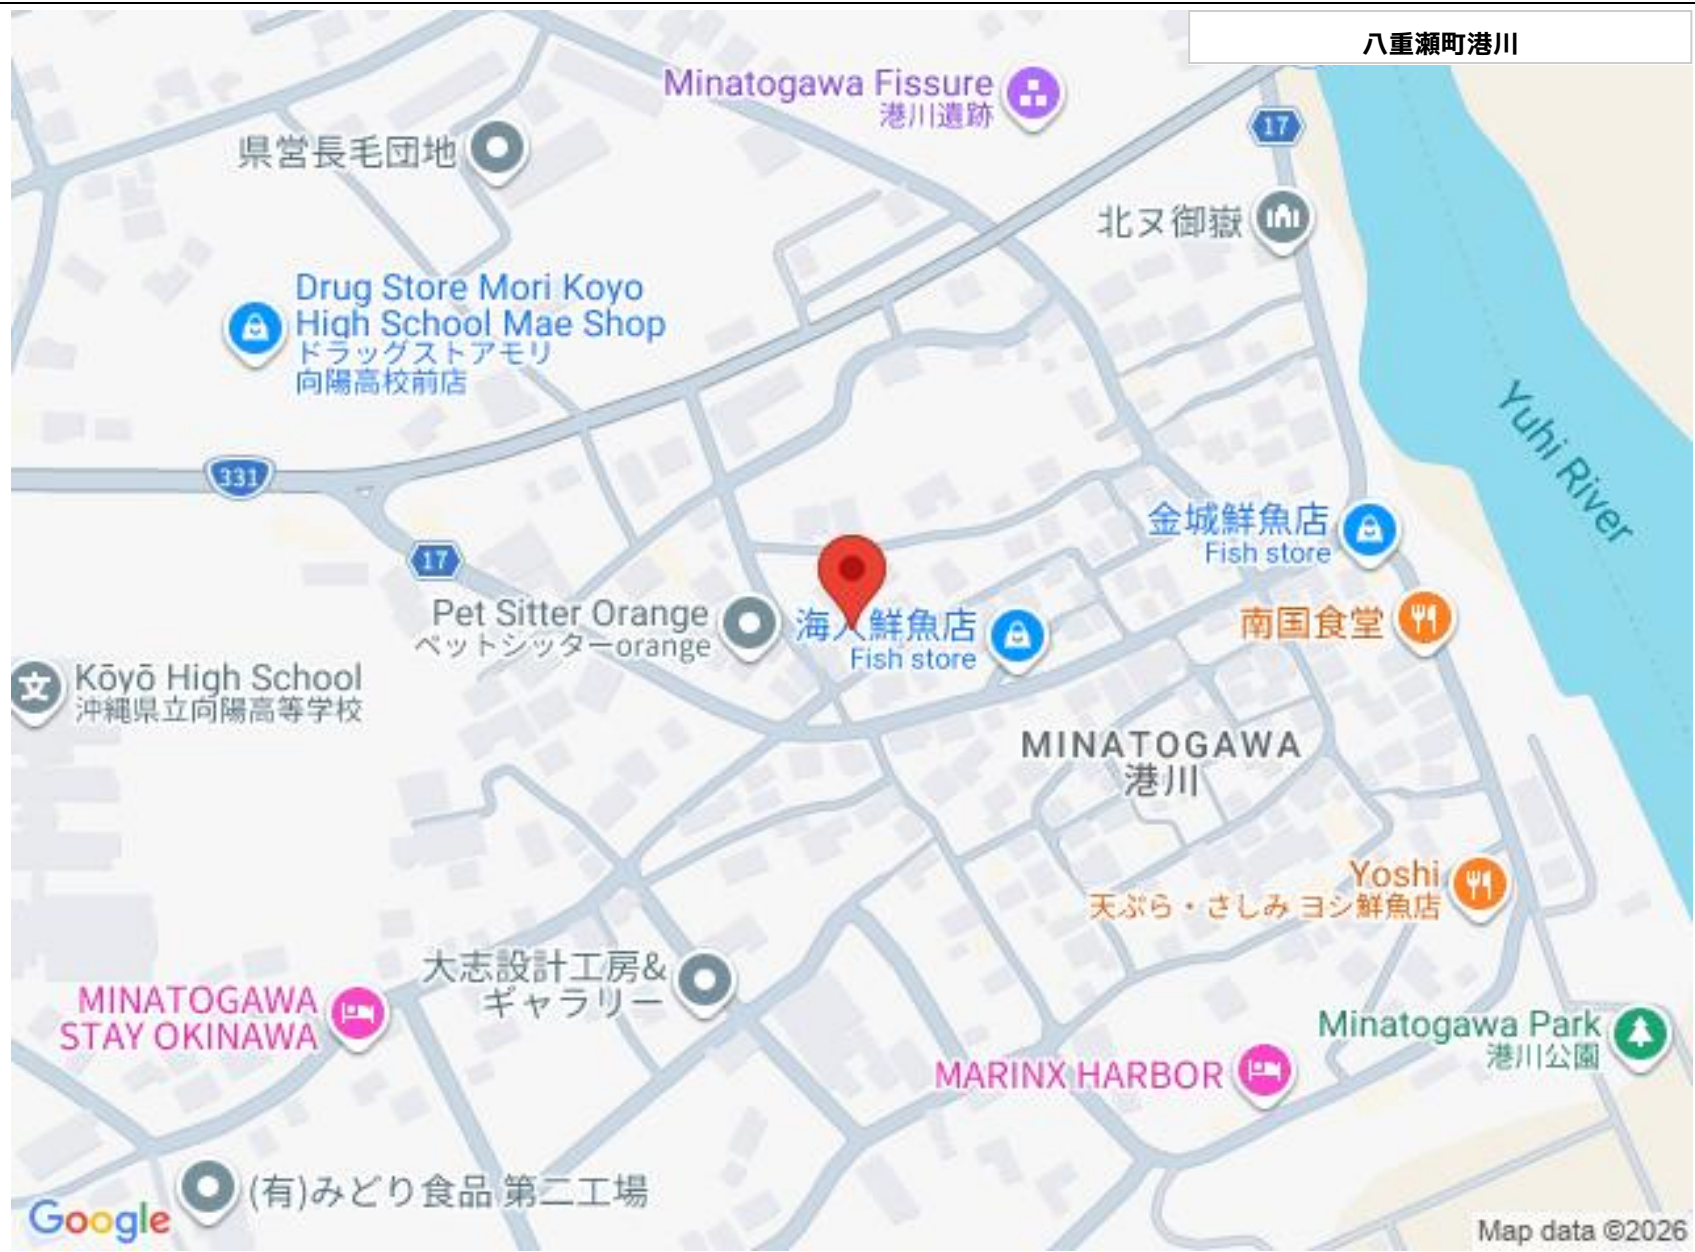 八重瀬町港川
Minatogawa Fissure
港川遺跡
17
県営長毛団地
北ヌ御嶽
Drug Store Mori Koyo
High School Mae Shop
ドラッグストアモリ
向陽高校前店
331
Yuhi River
金城鮮魚店
Fish store
17
Pet Sitter Orange
ペットシッターorange
海人鮮魚店
Fish store
南国食堂
文
Kōyō High School
沖縄県立向陽高等学校
MINATOGAWA
港川
Yoshi
天ぷら・さしみ ヨシ鮮魚店
大志設計工房&
ギャラリー
MINATOGAWA
STAY OKINAWA
Minatogawa Park
港川公園
MARINX HARBOR
(有)みどり食品 第二工場
Google
Map data ©2026